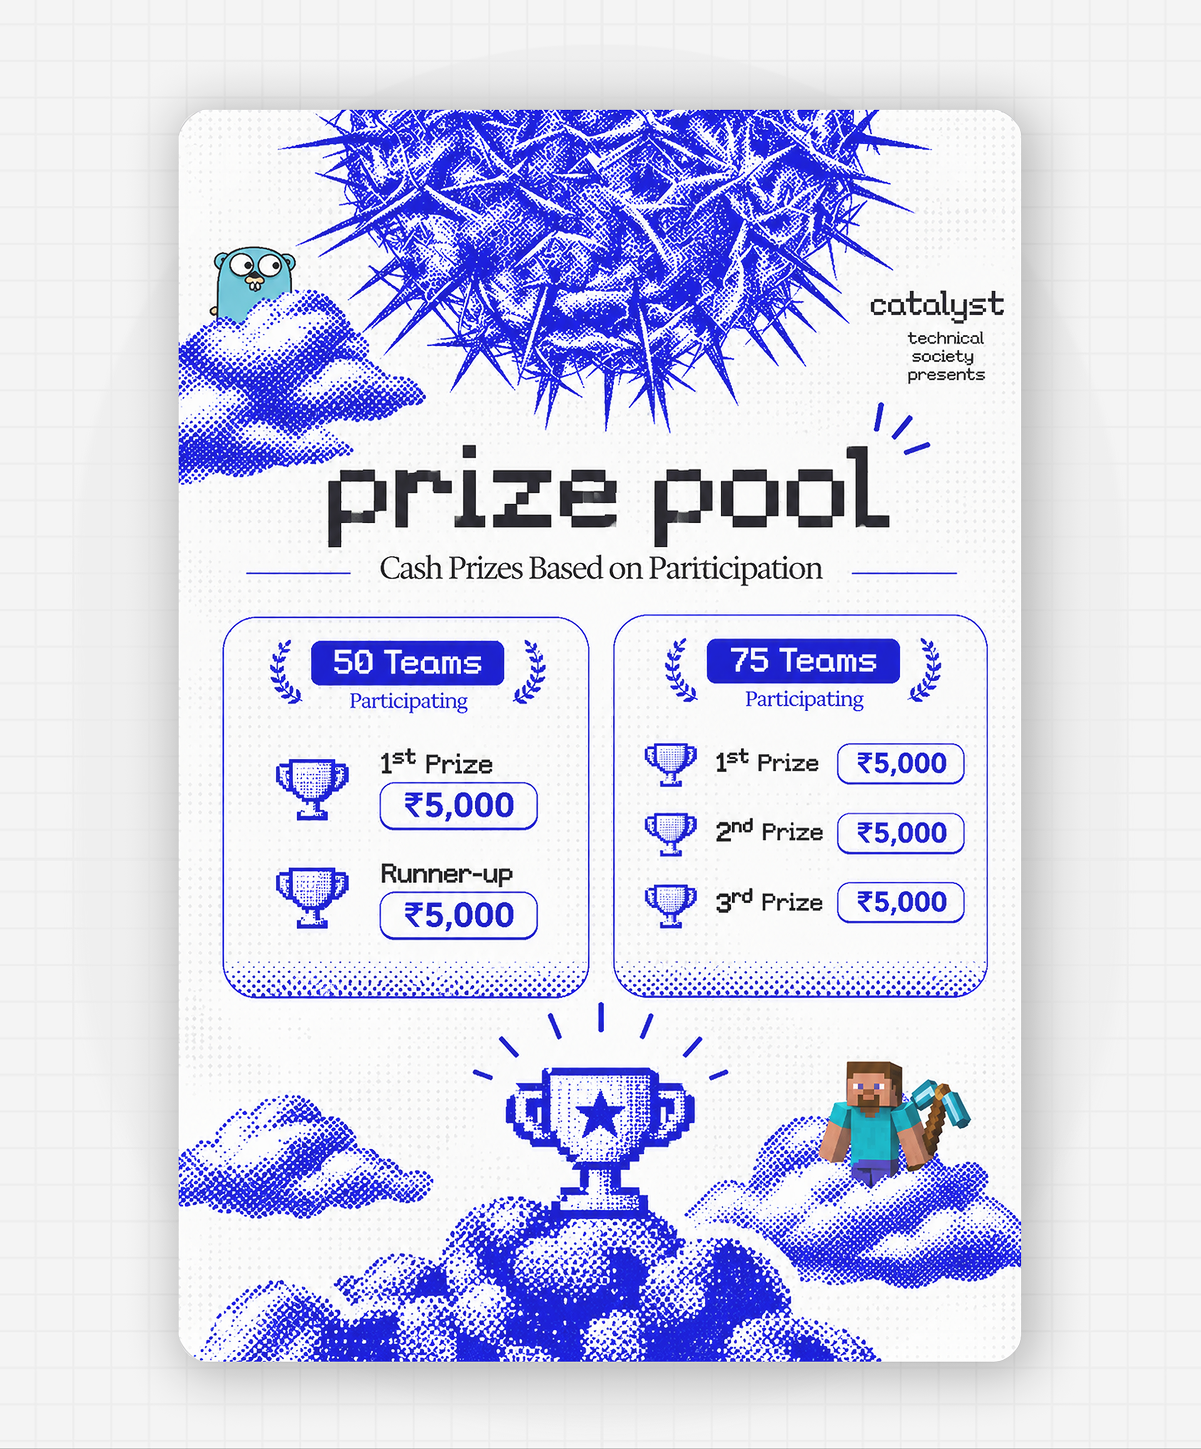 catalyst
technical
society
presents
prize pool
Cash Prizes Based on Pariticipation
50 Teams
Participating
1st Prize
₹5,000
Runner-up
₹5,000
75 Teams
Participating
1st Prize ₹5,000
2nd Prize ₹5,000
3rd Prize ₹5,000